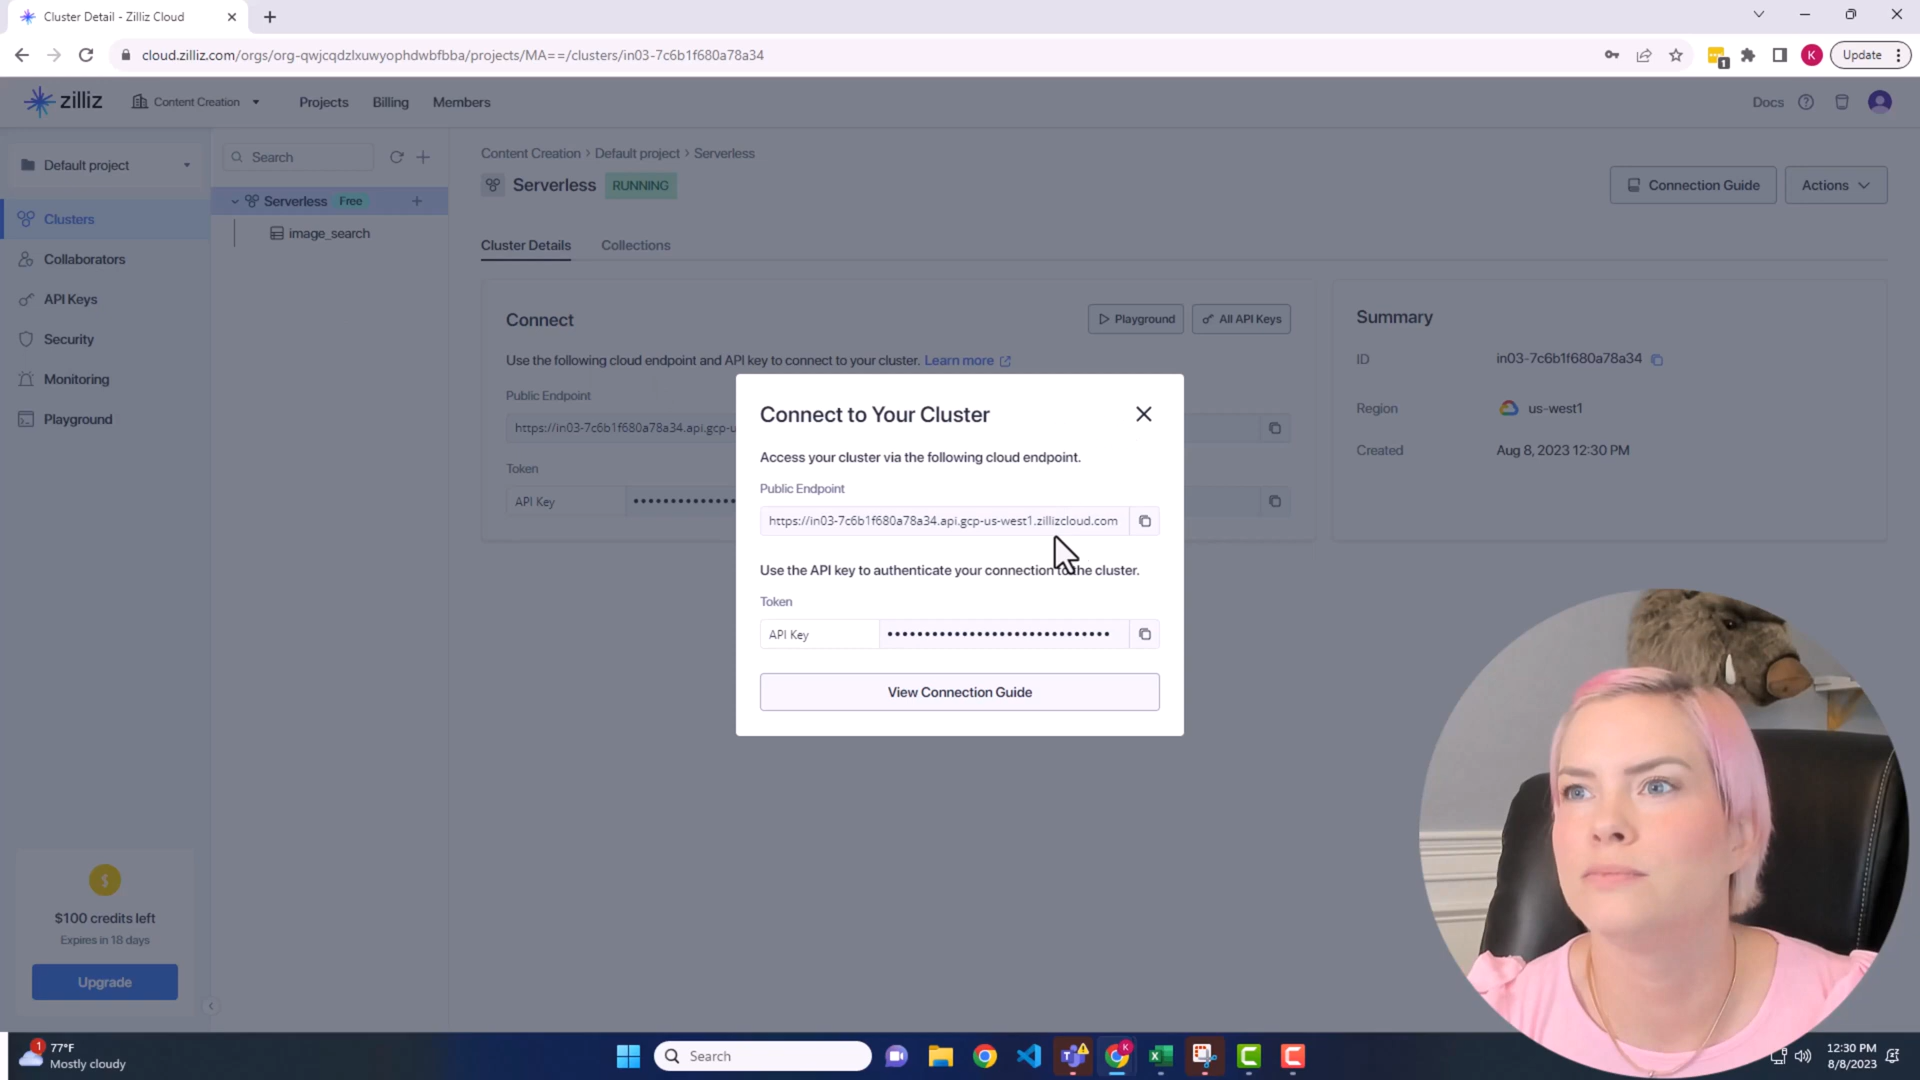 Cluster Detail - Zilliz Cloud
cloud.zilliz.com/orgs/org-qwjcqdzlxuwyophdwbfbba/projects/MA==/clusters/in03-7c6b1f680a78a34
1
K
Update
zilliz
Content Creation
Projects
Billing
Members
Docs
Default project
Search
Content Creation > Default project > Serverless
Serverless
RUNNING
Connection Guide
Actions
Serverless Free
image_search
Clusters
Collaborators
API Keys
Security
Monitoring
Playground
Cluster Details
Collections
Connect
Playground
All API Keys
Use the following cloud endpoint and API key to connect to your cluster. Learn more
Public Endpoint
https://in03-7c6b1f680a78a34.api.gcp-u
Token
API Key
Summary
ID
in03-7c6b1f680a78a34
Region
us-west1
Created
Aug 8, 2023 12:30 PM
Connect to Your Cluster
Access your cluster via the following cloud endpoint.
Public Endpoint
https://in03-7c6b1f680a78a34.api.gcp-us-west1.zillizcloud.com
Use the API key to authenticate your connection to the cluster.
Token
API Key
View Connection Guide
$
$100 credits left
Expires in 18 days
Upgrade
1
77°F
Mostly cloudy
Search
K
12:30 PM
8/8/2023